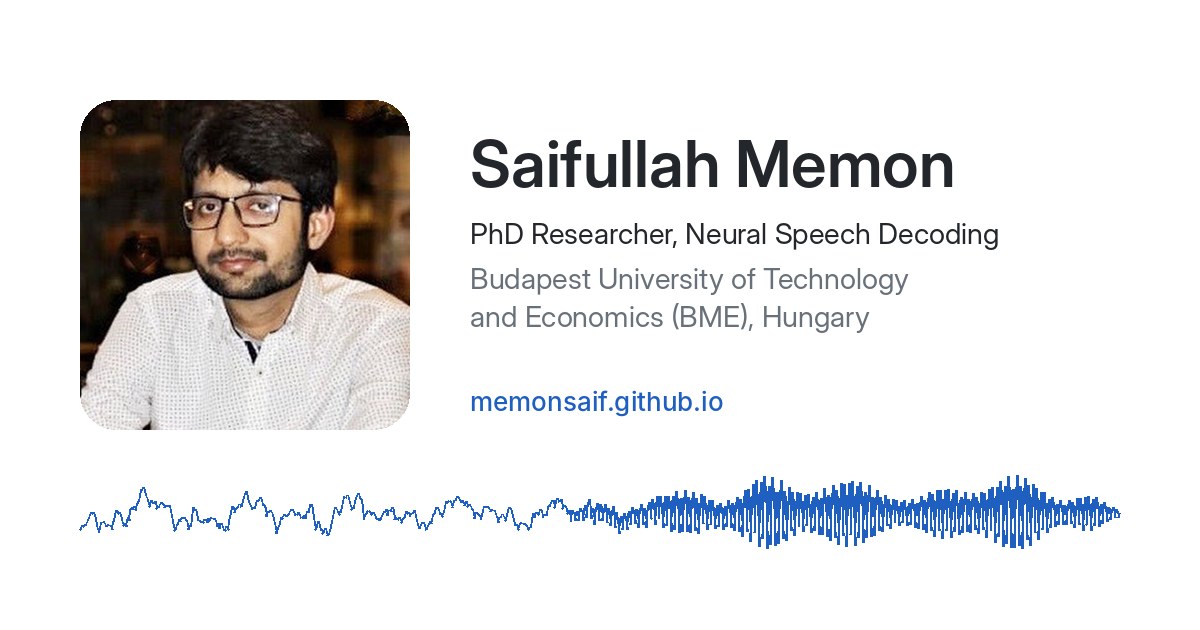 Saifullah Memon
PhD Researcher, Neural Speech Decoding
Budapest University of Technology
and Economics (BME), Hungary
memonsaif.github.io